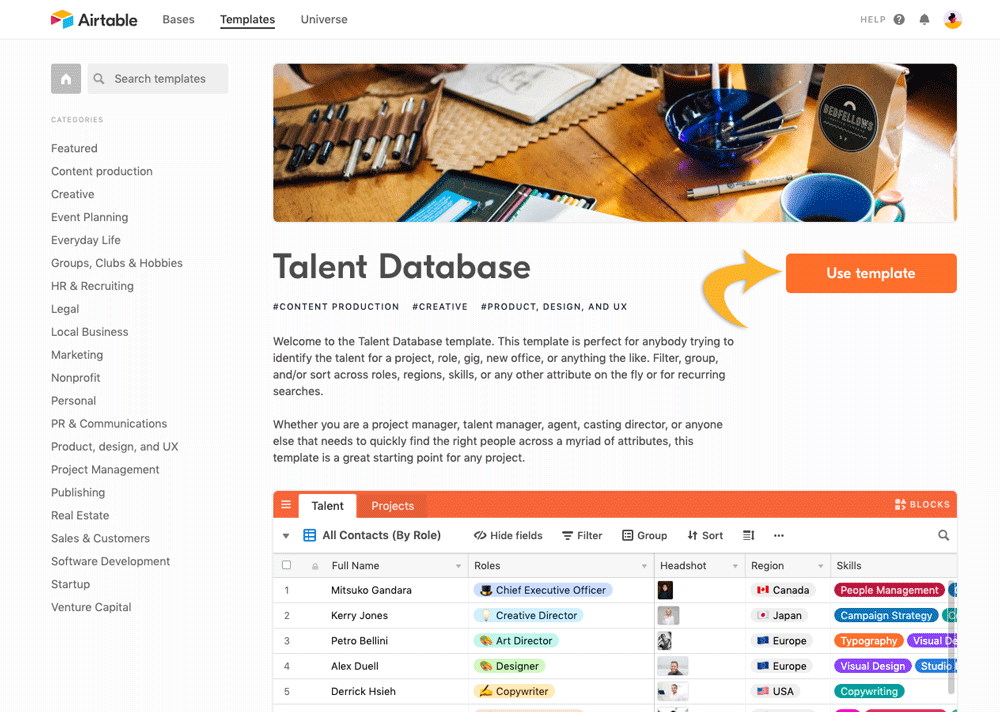 Airtable
Bases
Templates
Universe
HELP
Search templates
CATEGORIES
Featured
Content production
Creative
Event Planning
Everyday Life
Groups, Clubs & Hobbies
HR & Recruiting
Legal
Local Business
Marketing
Nonprofit
Personal
PR & Communications
Product, design, and UX
Project Management
Publishing
Real Estate
Sales & Customers
Software Development
Startup
Venture Capital
BEDFELLOWS
Talent Database
Use template
#CONTENT PRODUCTION #CREATIVE #PRODUCT, DESIGN, AND UX
Welcome to the Talent Database template. This template is perfect for anybody trying to
identify the talent for a project, role, gig, new office, or anything the like. Filter, group,
and/or sort across roles, regions, skills, or any other attribute on the fly or for recurring
searches.
Whether you are a project manager, talent manager, agent, casting director, or anyone
else that needs to quickly find the right people across a myriad of attributes, this
template is a great starting point for any project.
Talent Projects BLOCKS
All Contacts (By Role) Hide fields Filter Group Sort
Full Name Roles Headshot Region Skills
1 Mitsuko Gandara Chief Executive Officer Canada People Management
2 Kerry Jones Creative Director Japan Campaign Strategy
3 Petro Bellini Art Director Europe Typography Visual De
4 Alex Duell Designer Europe Visual Design Studio
5 Derrick Hsieh Copywriter USA Copywriting